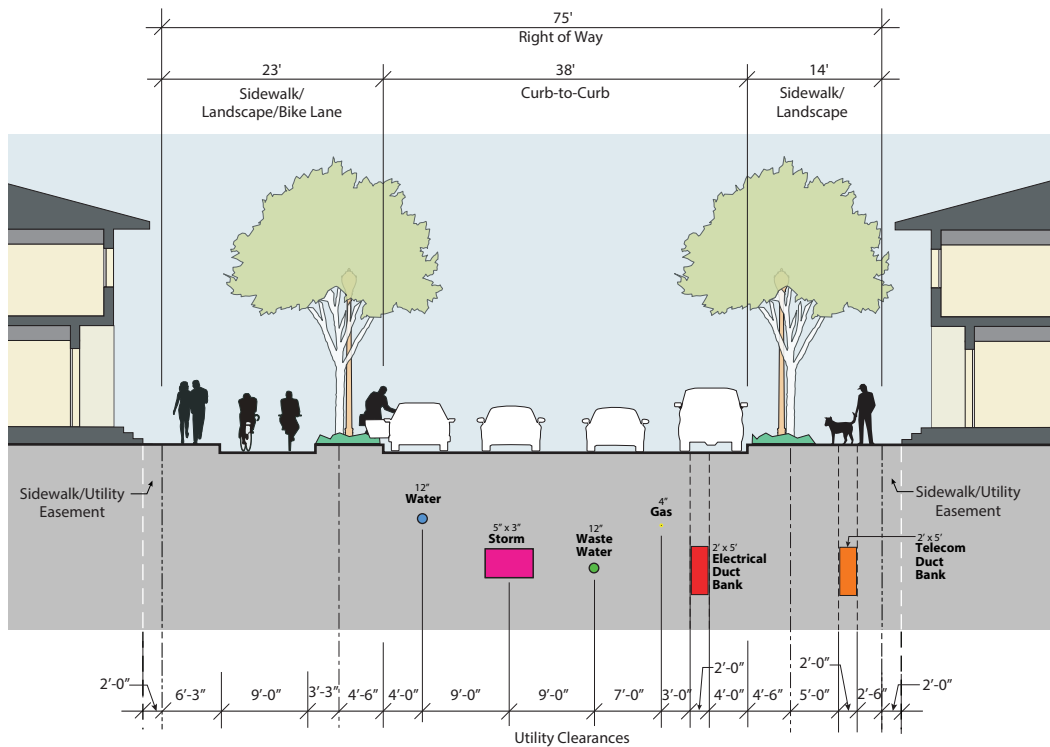 75'
Right of Way
23'
38'
14'
Sidewalk/
Landscape/Bike Lane
Curb-to-Curb
Sidewalk/
Landscape
Sidewalk/Utility
Easement
12"
Water
5" x 3"
Storm
12"
Waste
Water
4"
Gas
2' x 5'
Electrical
Duct
Bank
Sidewalk/Utility
Easement
2' x 5'
Telecom
Duct
Bank
2'-0"
6'-3"
9'-0"
3'-3"
4'-6"
4'-0"
9'-0"
9'-0"
7'-0"
3'-0"
2'-0"
4'-0"
4'-6"
5'-0"
2'-0"
2'-6"
2'-0"
Utility Clearances